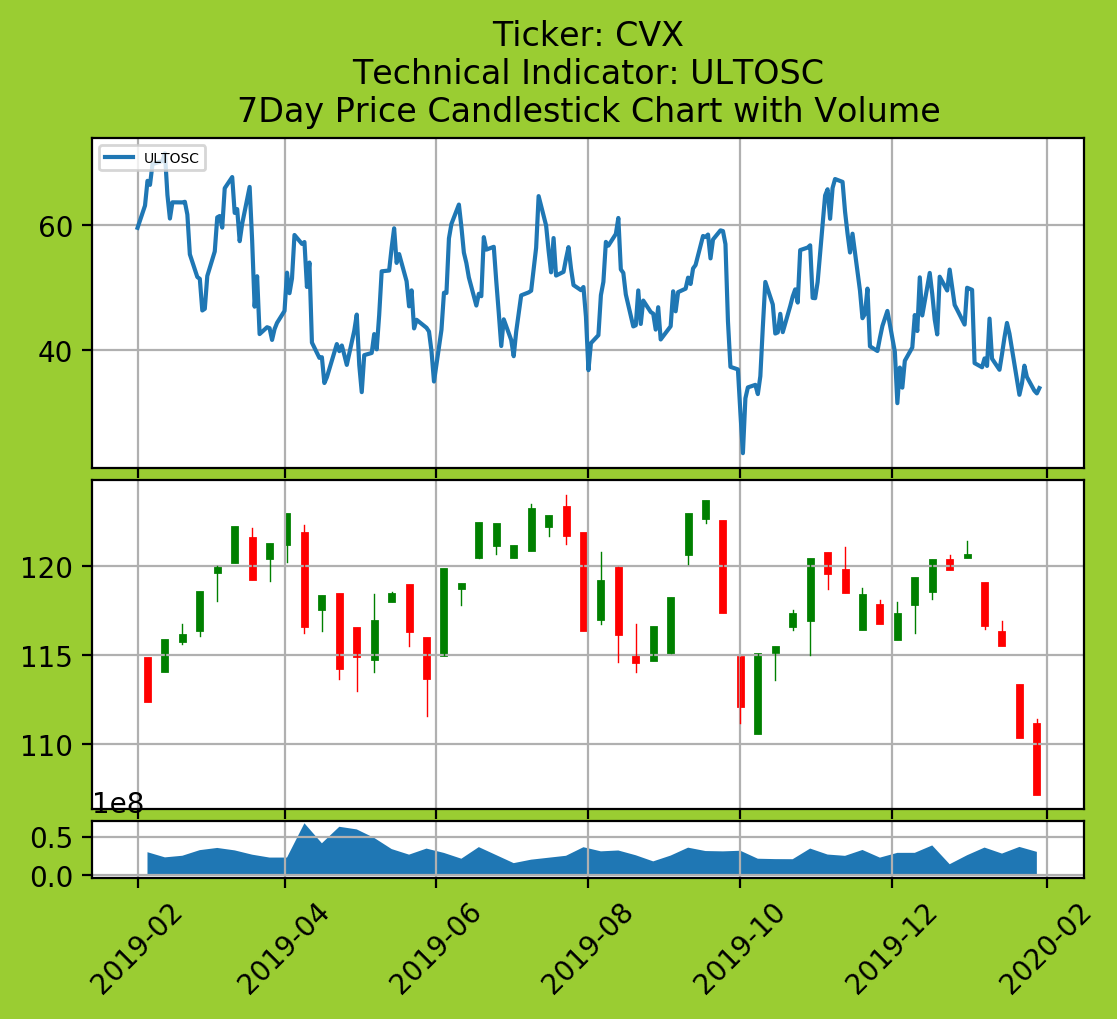 Ticker: CVX
Technical Indicator: ULTOSC
7Day Price Candlestick Chart with Volume
ULTOSC
60
40
120
115
110
1e8
0.5
0.0
2019-02
2019-04
2019-06
2019-08
2019-10
2019-12
2020-02